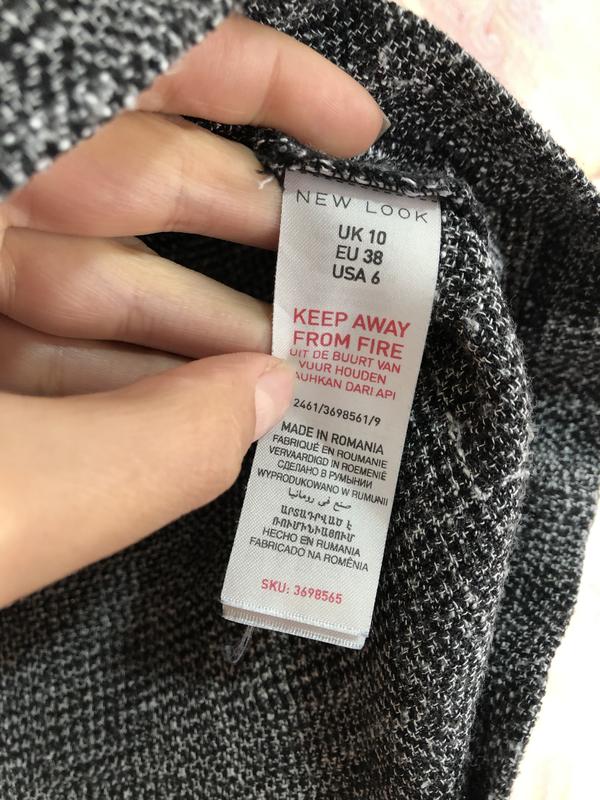 NEW LOOK
UK 10
EU 38
USA 6
KEEP AWAY
FROM FIRE
UIT DE BUURT VAN
VUUR HOUDEN
AUHKAN DARI API
2461/3698561/9
MADE IN ROMANIA
FABRIQUÉ EN ROUMANIE
VERVAARDIGD IN ROEMENIË
СДЕЛАНО В РУМЫНИИ
WYPRODUKOWANO W RUMUNII
صنع في رومانيا
ԱՐՏԱԴՐՎԱԾ Է
ՌՈՒՄԻՆԻԱՅՈՒՄ
HECHO EN RUMANIA
FABRICADO NA ROMÊNIA
SKU: 3698565